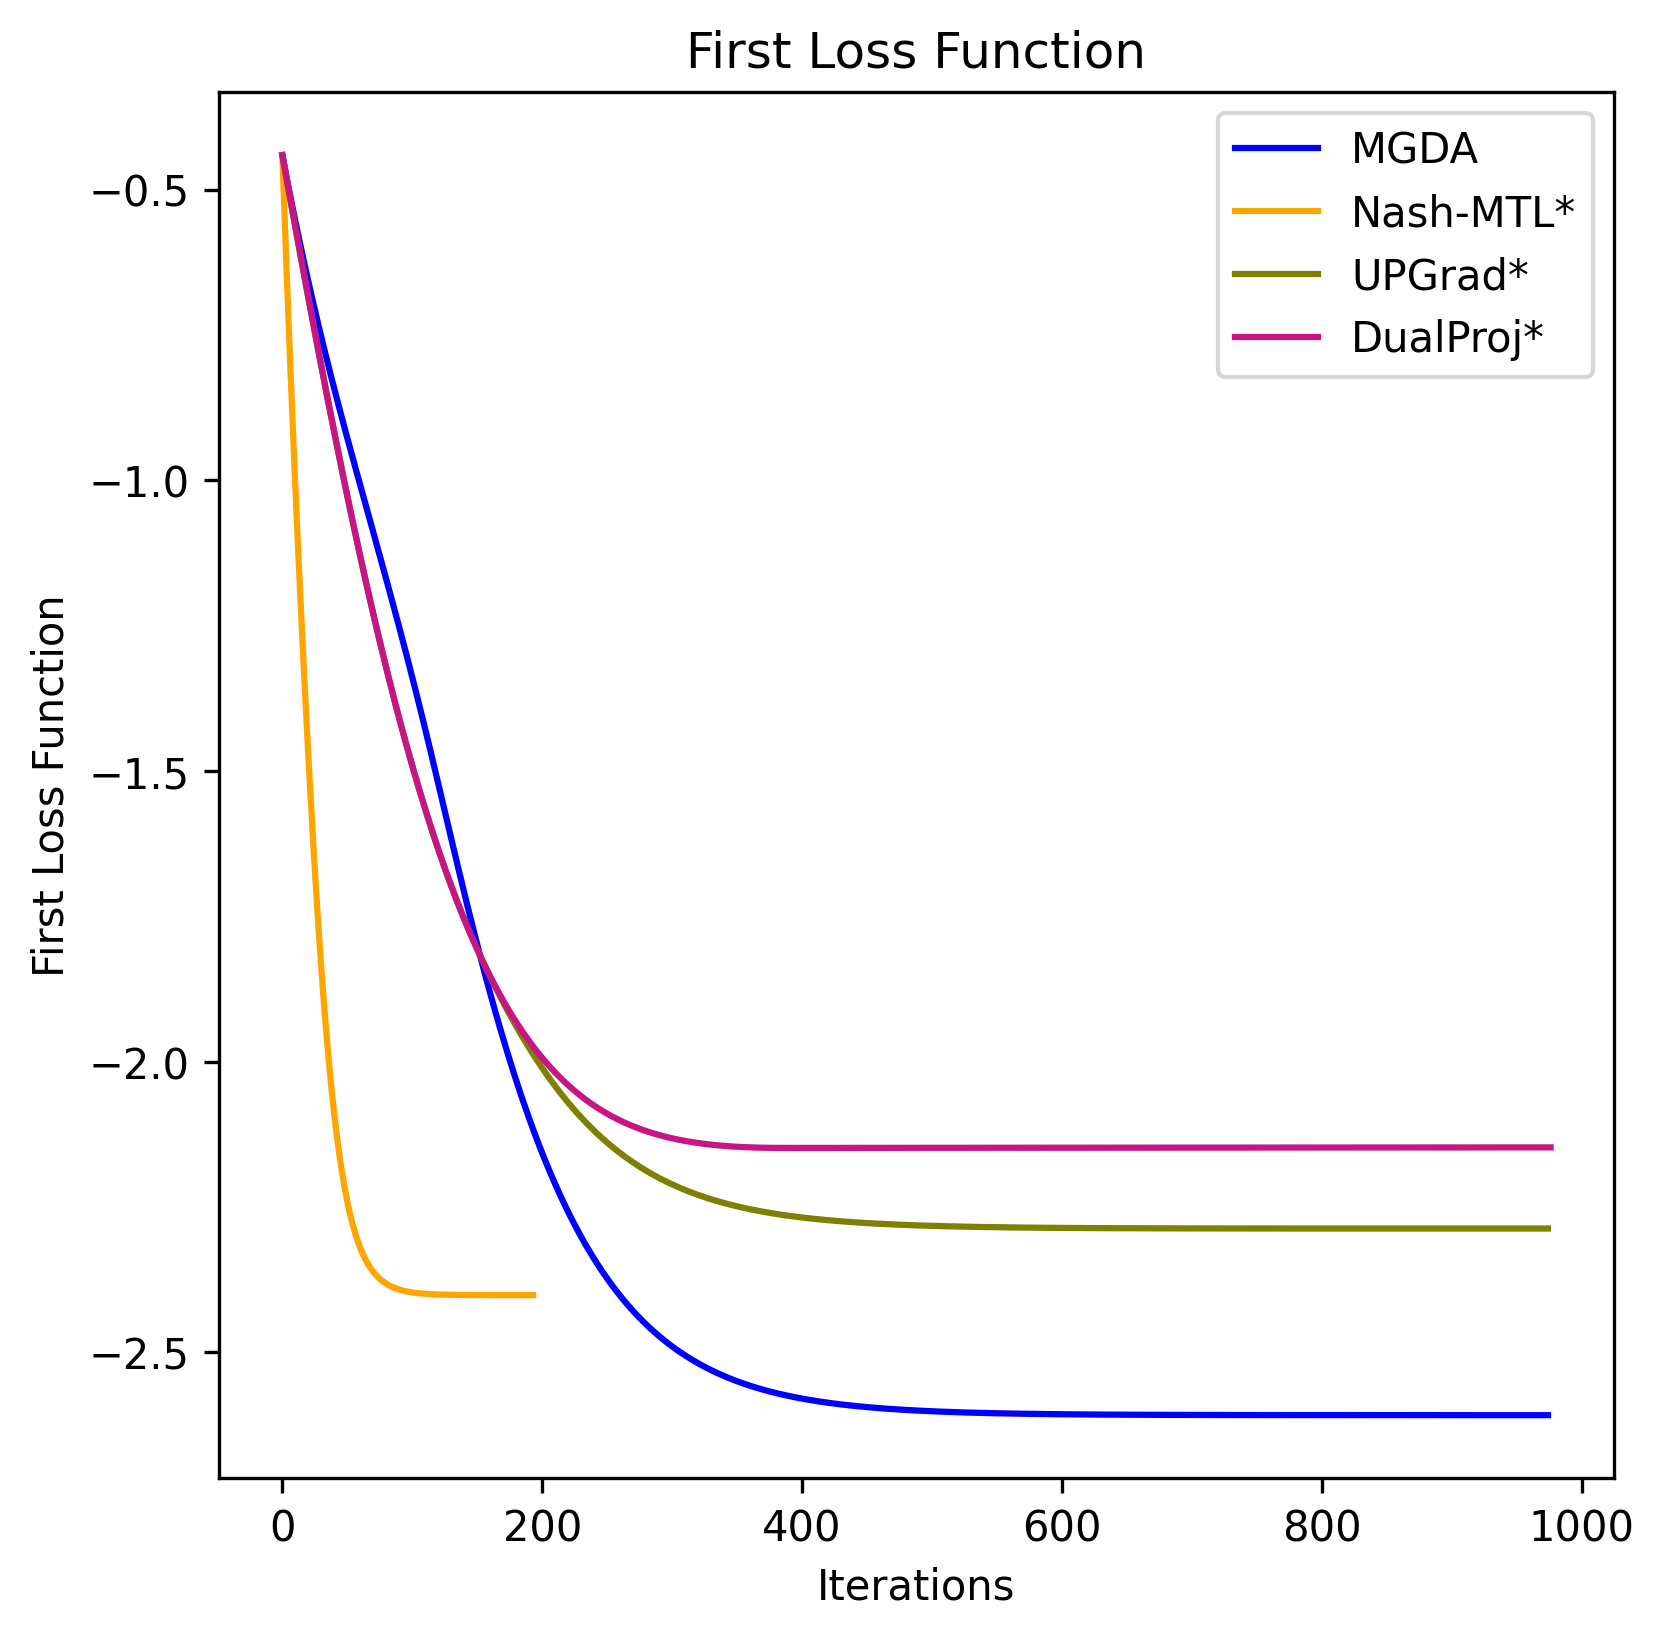 First Loss Function
MGDA
Nash-MTL*
UPGrad*
DualProj*
First Loss Function
−0.5
−1.0
−1.5
−2.0
−2.5
0 200 400 600 800 1000
Iterations